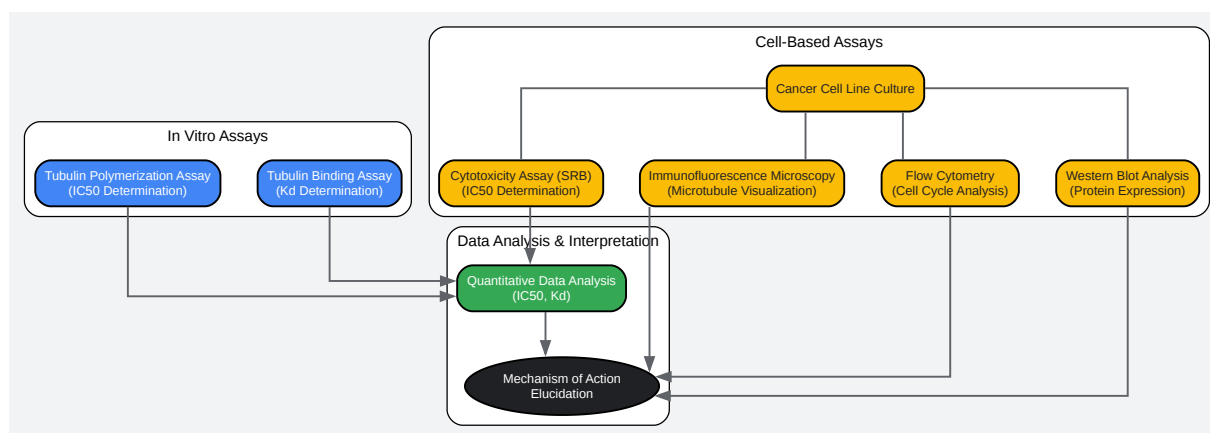 Cell-Based Assays
Cancer Cell Line Culture
In Vitro Assays
Tubulin Polymerization Assay
(IC50 Determination)
Tubulin Binding Assay
(Kd Determination)
Cytotoxicity Assay (SRB)
(IC50 Determination)
Immunofluorescence Microscopy
(Microtubule Visualization)
Flow Cytometry
(Cell Cycle Analysis)
Western Blot Analysis
(Protein Expression)
Data Analysis & Interpretation
Quantitative Data Analysis
(IC50, Kd)
Mechanism of Action
Elucidation